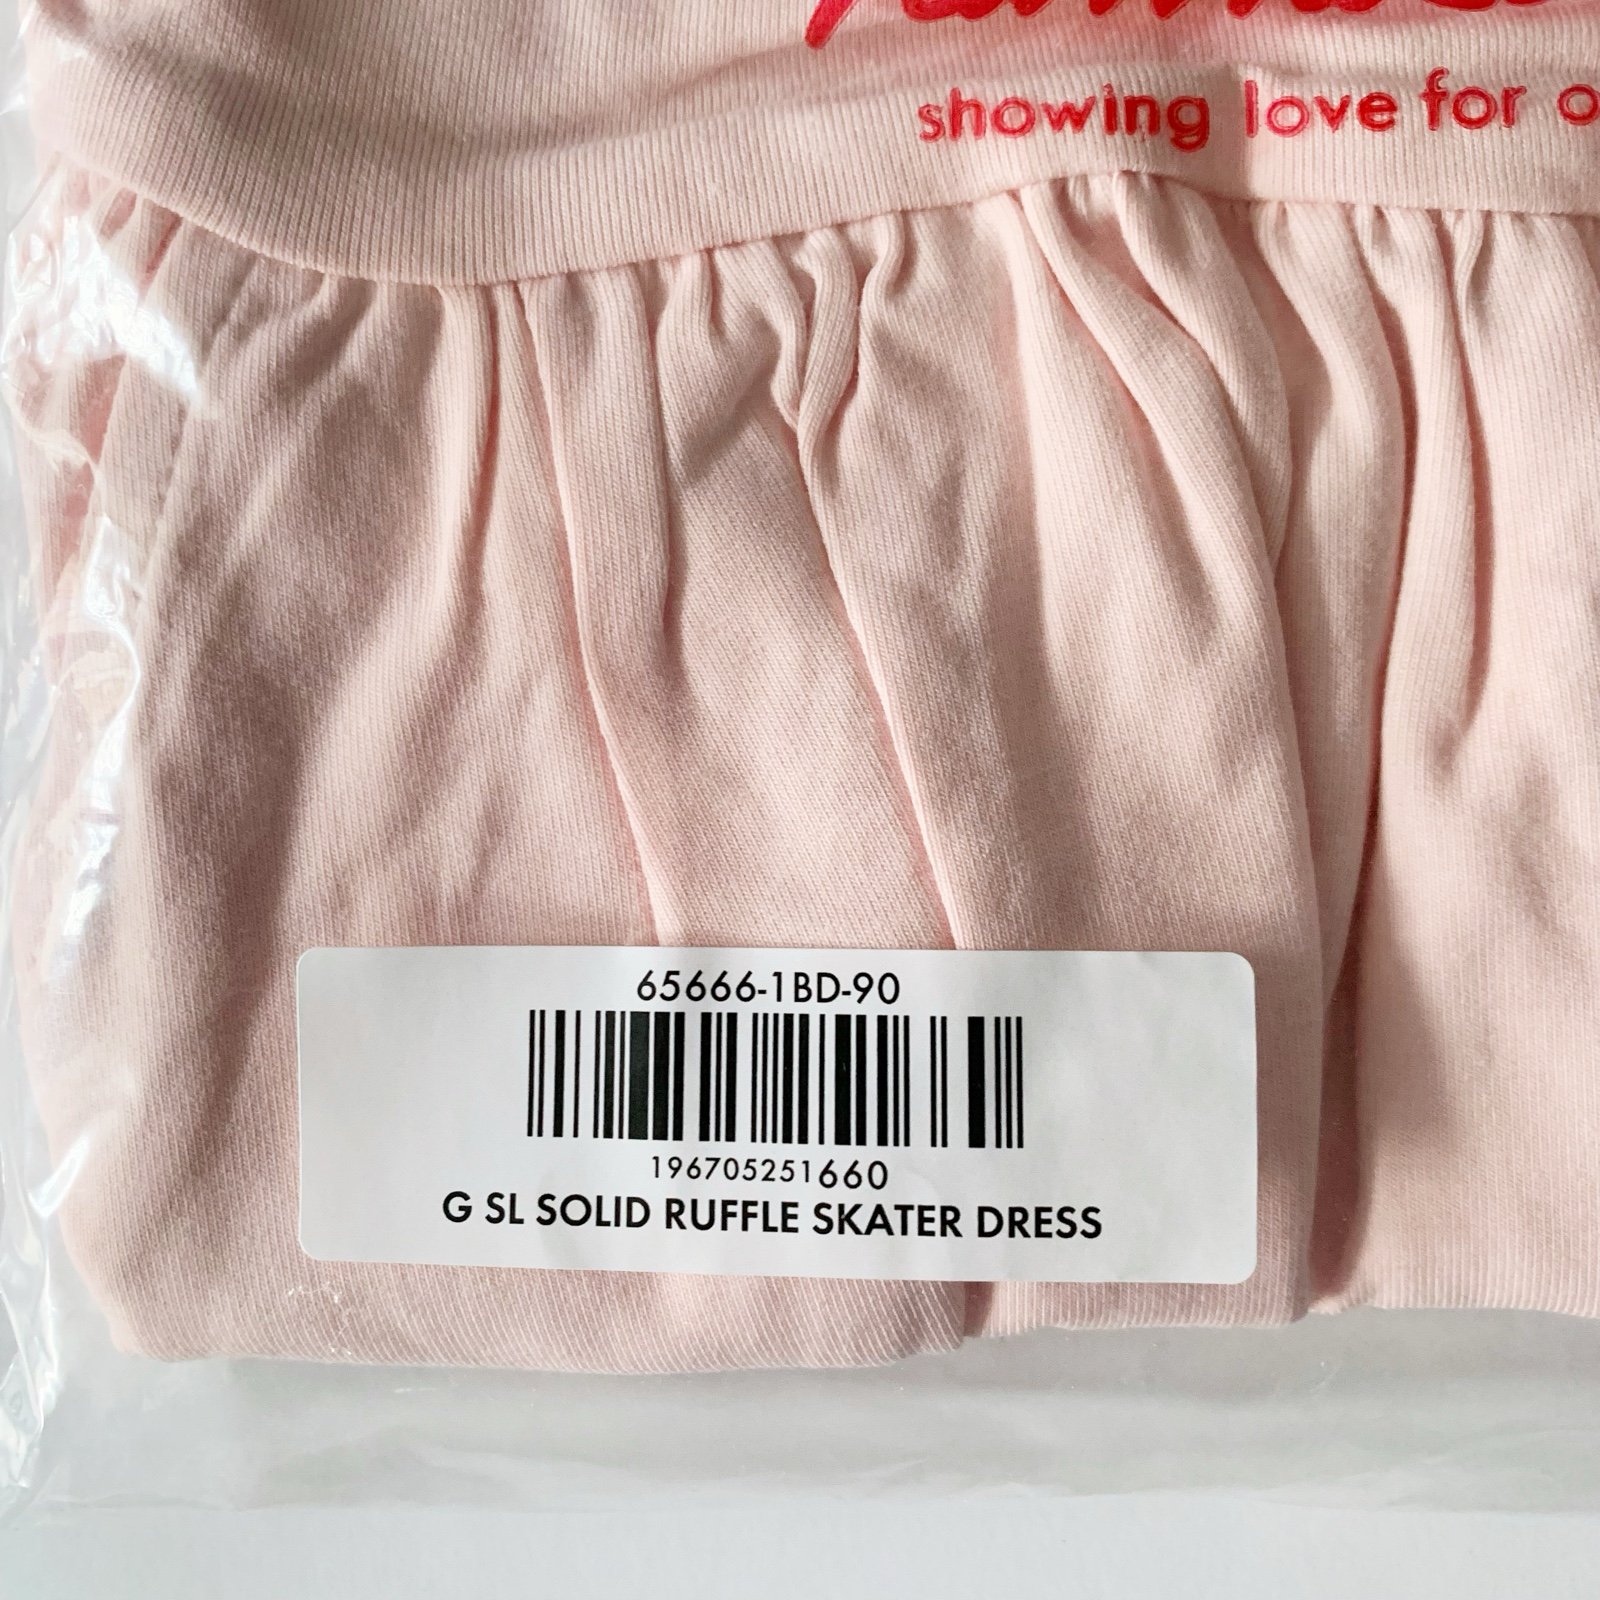 showing love for o
65666-1BD-90
196705251660
G SL SOLID RUFFLE SKATER DRESS